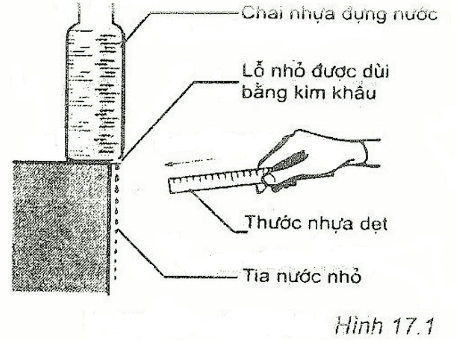 Chai nhựa đựng nước
Lỗ nhỏ được dùi
bằng kim khâu
Thước nhựa dẹt
Tia nước nhỏ
Hình 17.1